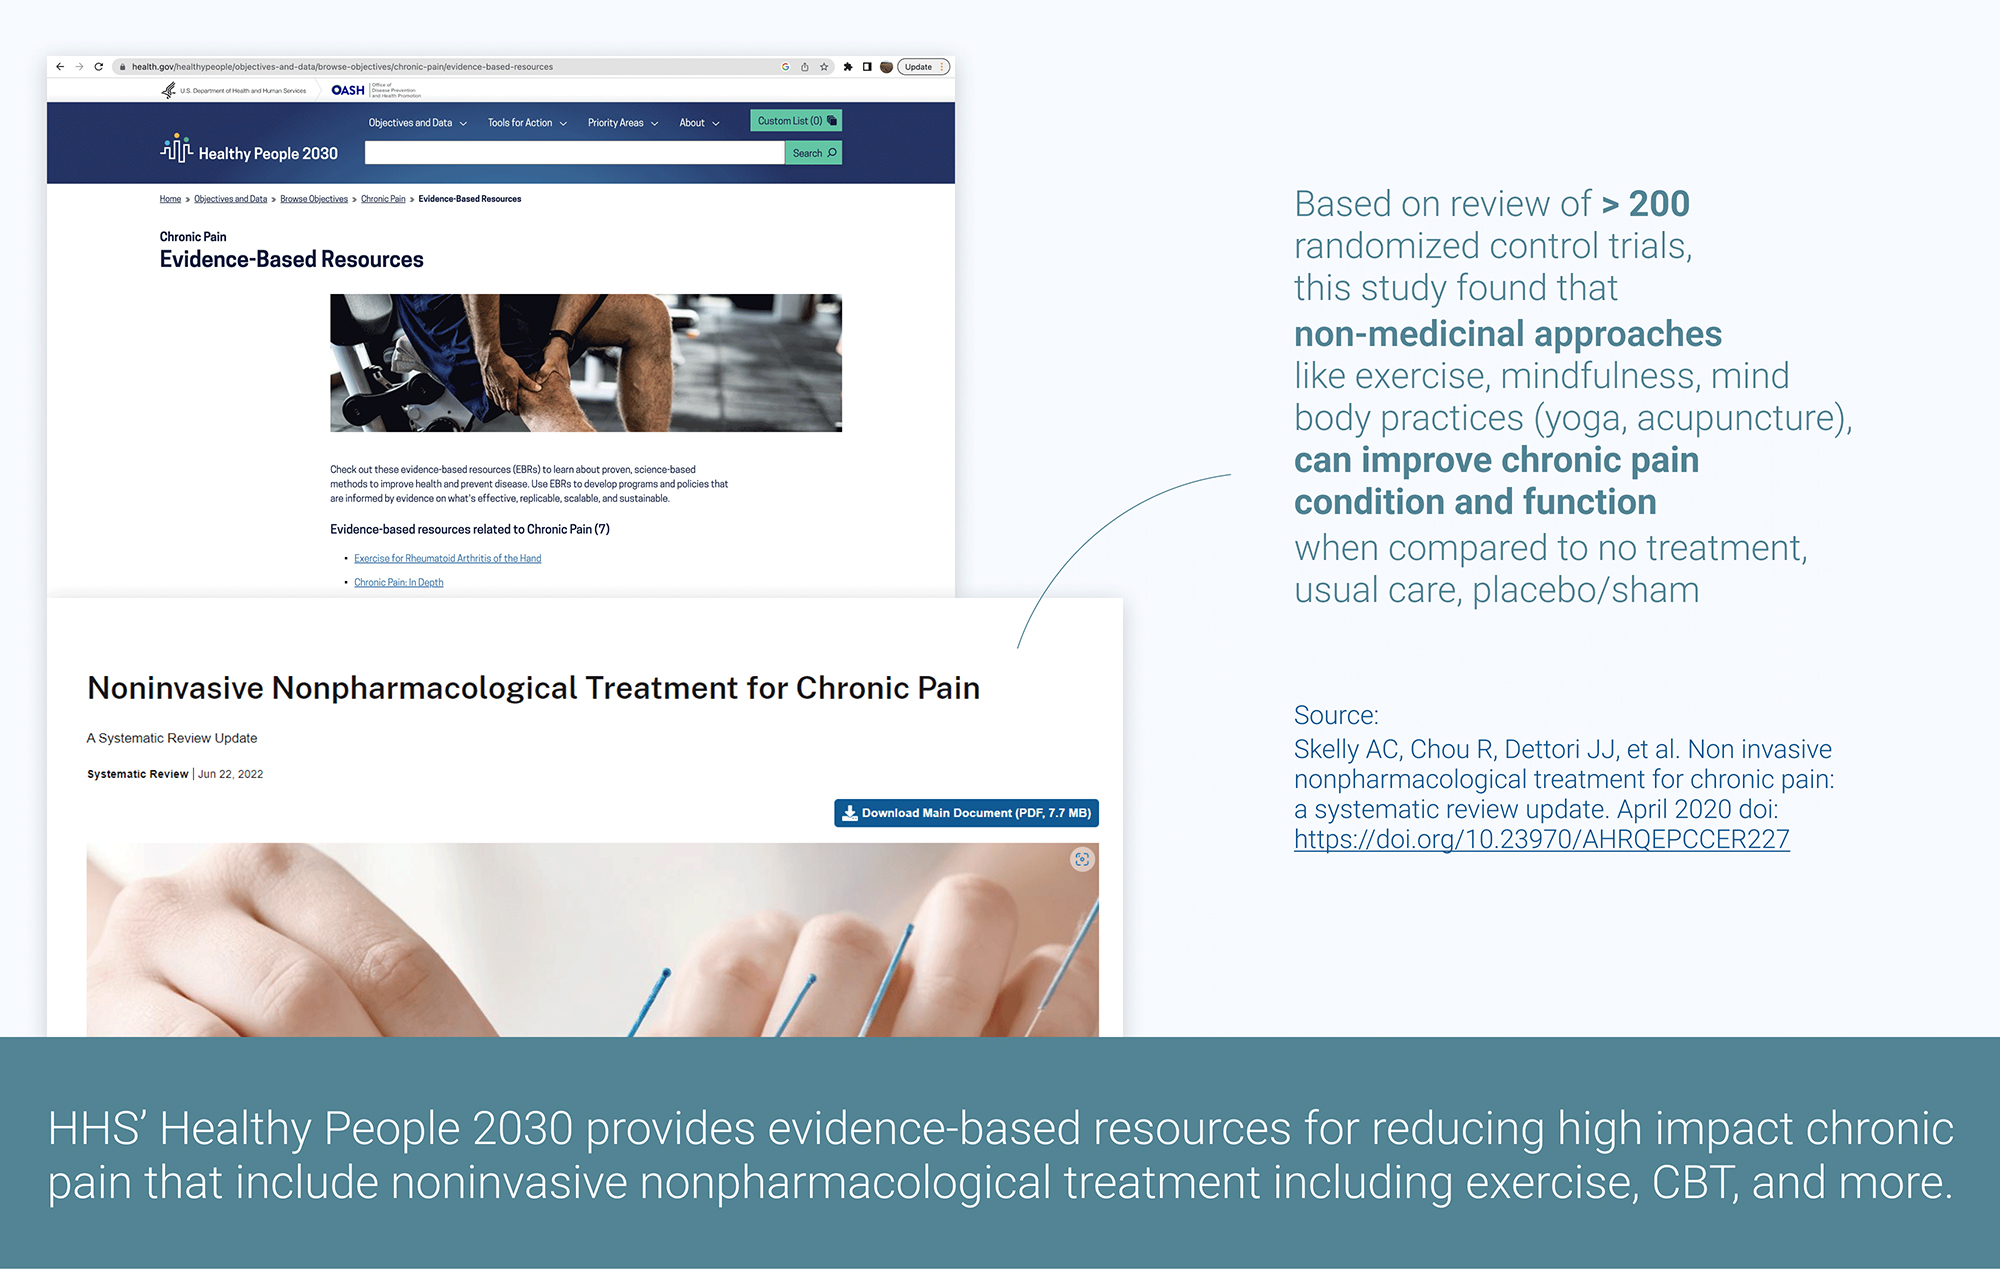 health.gov/healthypeople/objectives-and-data/browse-objectives/chronic-pain/evidence-based-resources
Update
U.S. Department of Health and Human Services
OASH
Office of
Disease Prevention
and Health Promotion
Objectives and Data
Tools for Action
Priority Areas
About
Custom List (0)
Healthy People 2030
Search
Home » Objectives and Data » Browse Objectives » Chronic Pain » Evidence-Based Resources
Chronic Pain
Evidence-Based Resources
Check out these evidence-based resources (EBRs) to learn about proven, science-based
methods to improve health and prevent disease. Use EBRs to develop programs and policies that
are informed by evidence on what's effective, replicable, scalable, and sustainable.
Evidence-based resources related to Chronic Pain (7)
• Exercise for Rheumatoid Arthritis of the Hand
• Chronic Pain: In Depth
Noninvasive Nonpharmacological Treatment for Chronic Pain
A Systematic Review Update
Systematic Review | Jun 22, 2022
Download Main Document (PDF, 7.7 MB)
Based on review of > 200
randomized control trials,
this study found that
non-medicinal approaches
like exercise, mindfulness, mind
body practices (yoga, acupuncture),
can improve chronic pain
condition and function
when compared to no treatment,
usual care, placebo/sham
Source:
Skelly AC, Chou R, Dettori JJ, et al. Non invasive
nonpharmacological treatment for chronic pain:
a systematic review update. April 2020 doi:
https://doi.org/10.23970/AHRQEPCCER227
HHS’ Healthy People 2030 provides evidence-based resources for reducing high impact chronic
pain that include noninvasive nonpharmacological treatment including exercise, CBT, and more.